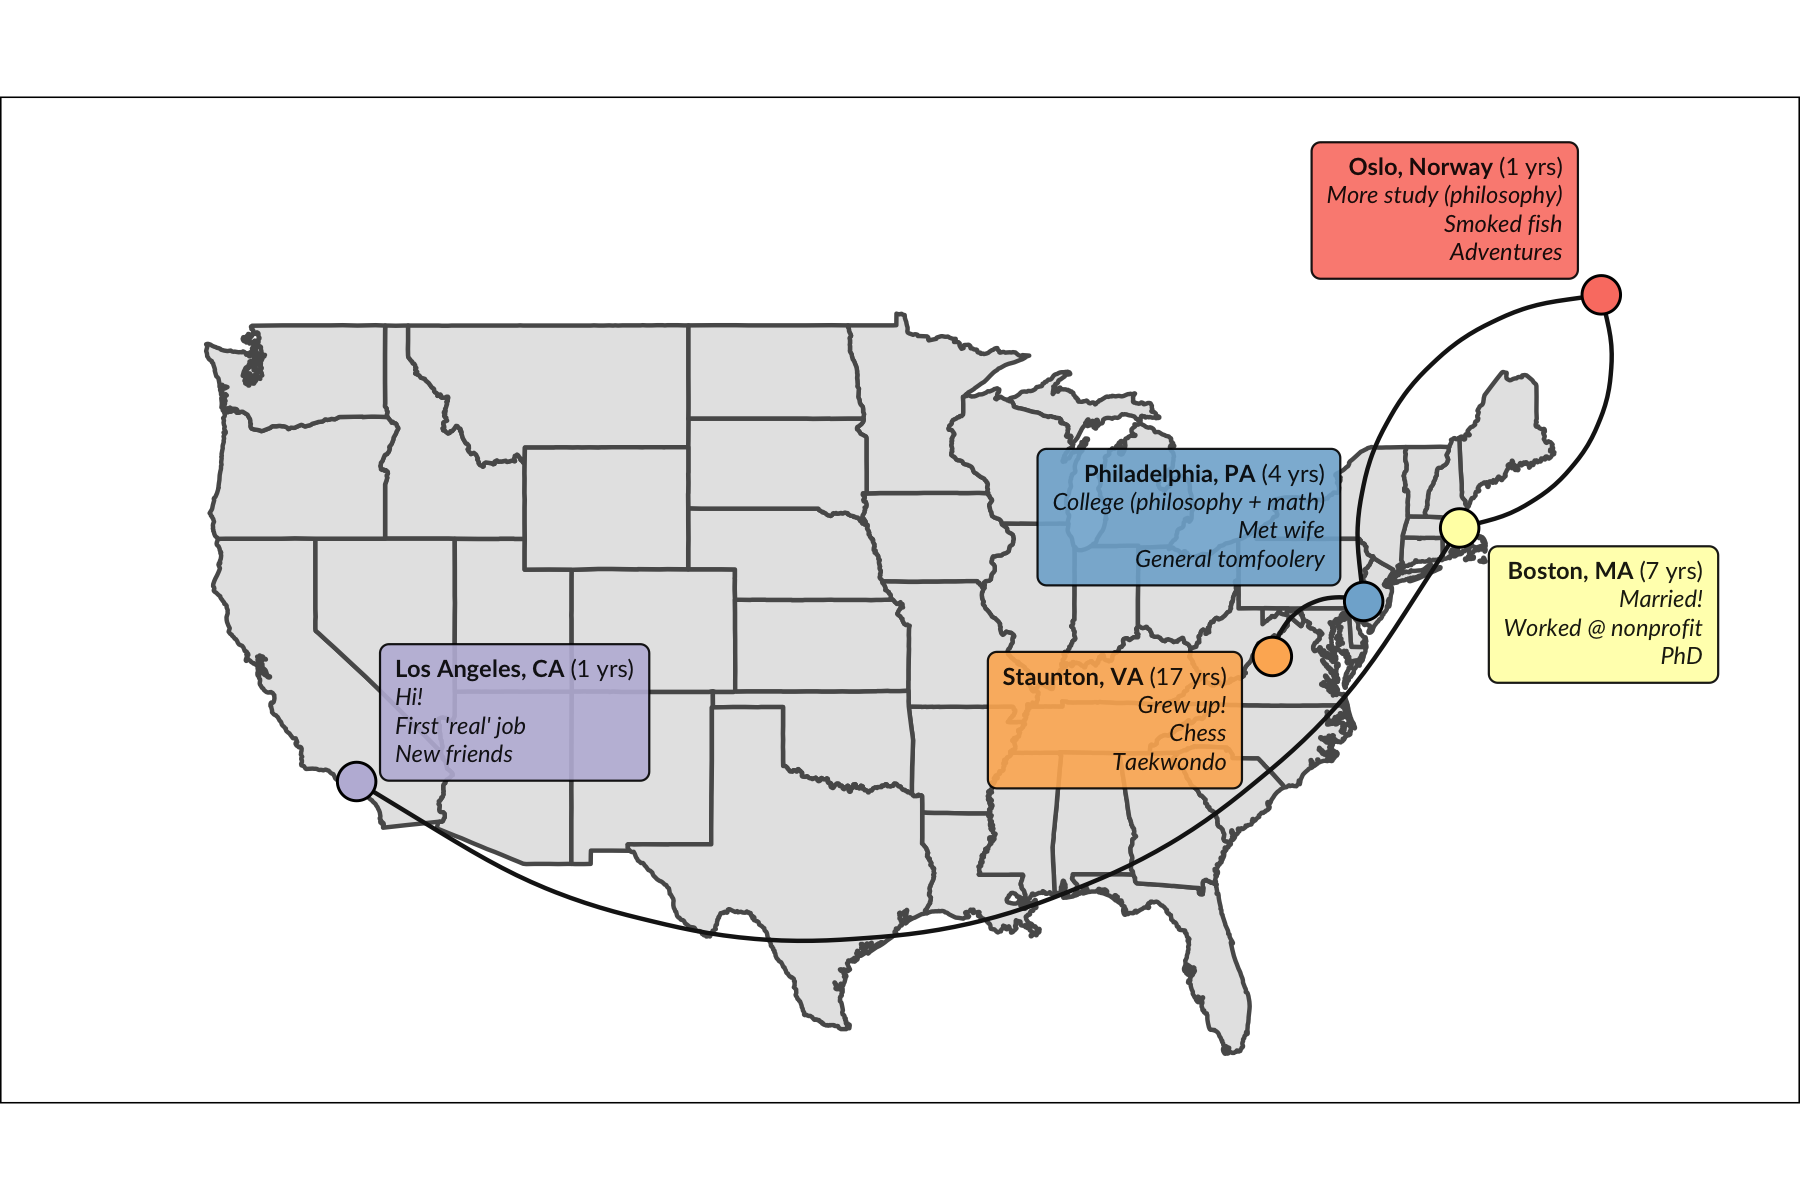 Oslo, Norway (1 yrs)
More study (philosophy)
Smoked fish
Adventures
Philadelphia, PA (4 yrs)
College (philosophy + math)
Met wife
General tomfoolery
Boston, MA (7 yrs)
Married!
Worked @ nonprofit
PhD
Los Angeles, CA (1 yrs)
Hi!
First 'real' job
New friends
Staunton, VA (17 yrs)
Grew up!
Chess
Taekwondo